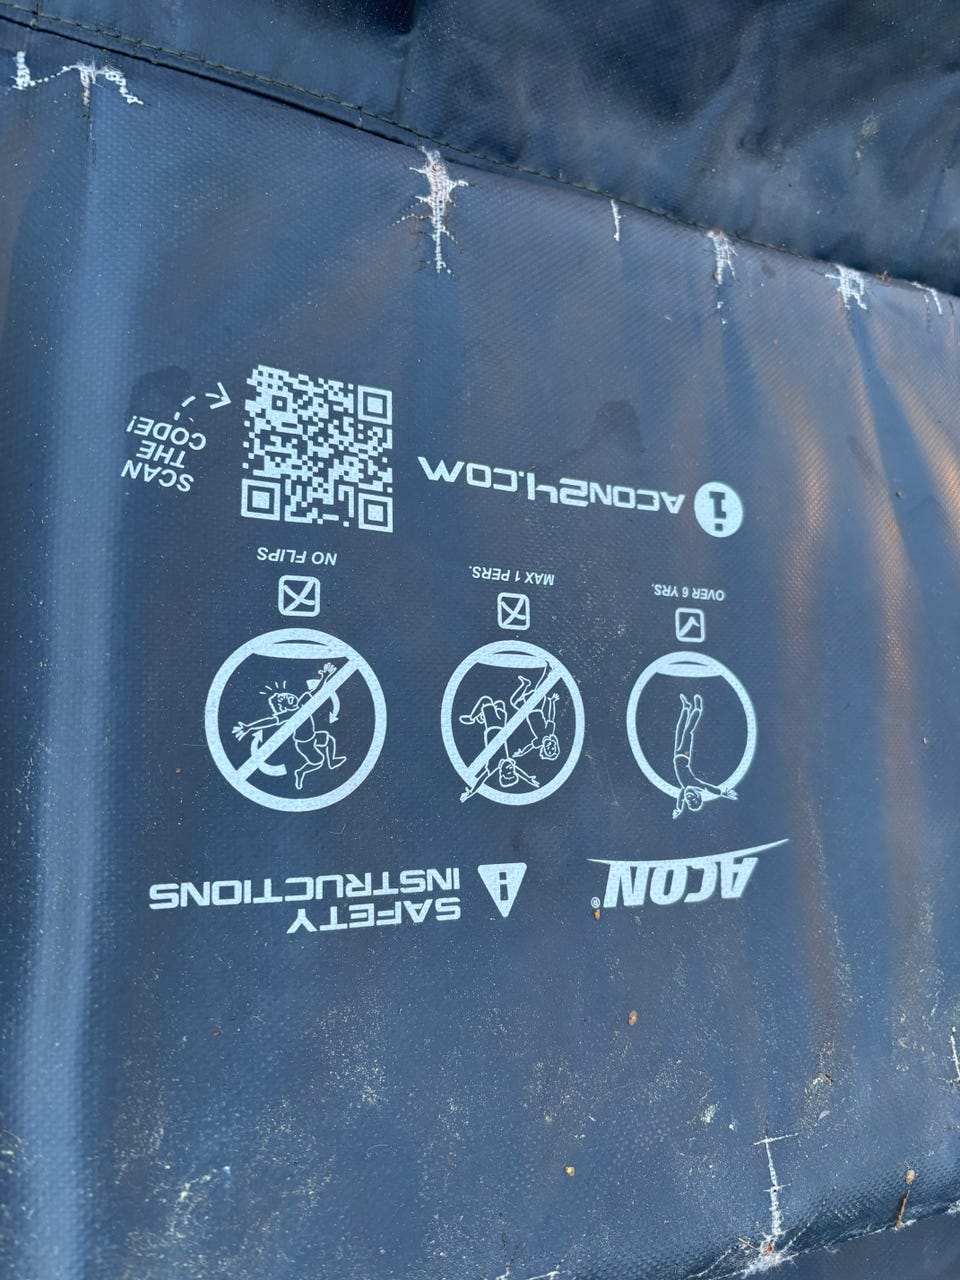 ACON®
SAFETY
INSTRUCTIONS
OVER 6 YRS.
MAX 1 PERS.
NO FLIPS
ACON24.COM
SCAN
THE
CODE!